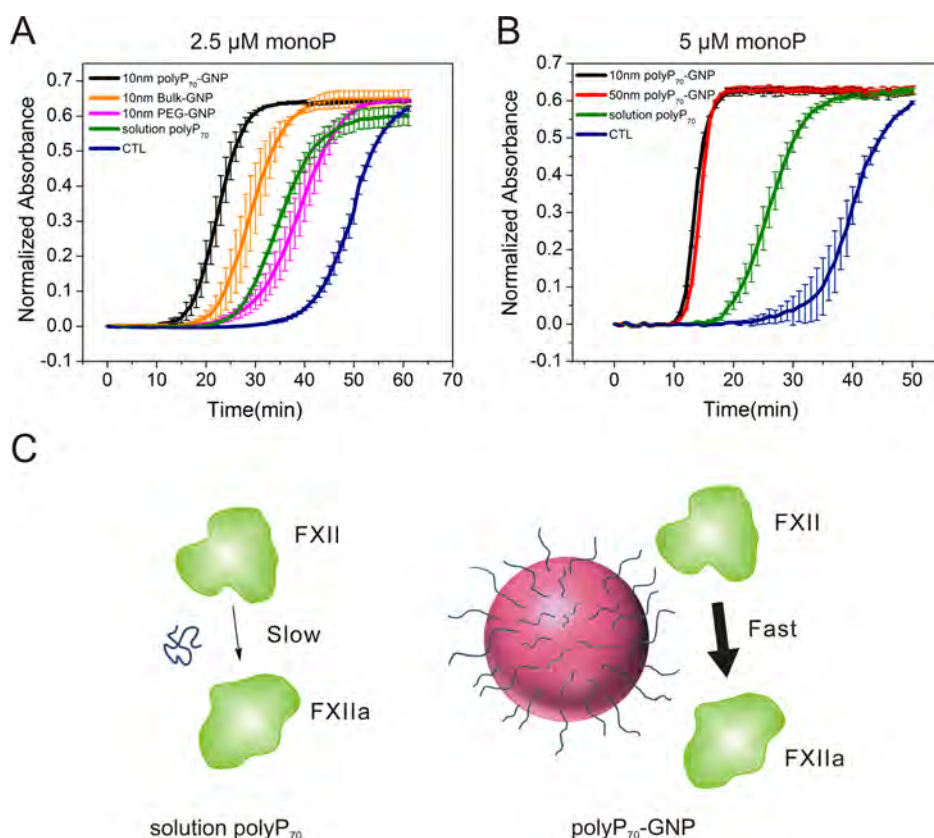 A
2.5 µM monoP
10nm polyP₇₀-GNP
10nm Bulk-GNP
10nm PEG-GNP
solution polyP₇₀
CTL
Normalized Absorbance
0.7
0.6
0.5
0.4
0.3
0.2
0.1
0.0
-0.1
0 10 20 30 40 50 60 70
Time(min)
B
5 µM monoP
10nm polyP₇₀-GNP
50nm polyP₇₀-GNP
solution polyP₇₀
CTL
Normalized Absorbance
0.7
0.6
0.5
0.4
0.3
0.2
0.1
0.0
-0.1
0 10 20 30 40 50
Time(min)
C
FXII
Slow
FXIIa
solution polyP₇₀
FXII
Fast
FXIIa
polyP₇₀-GNP